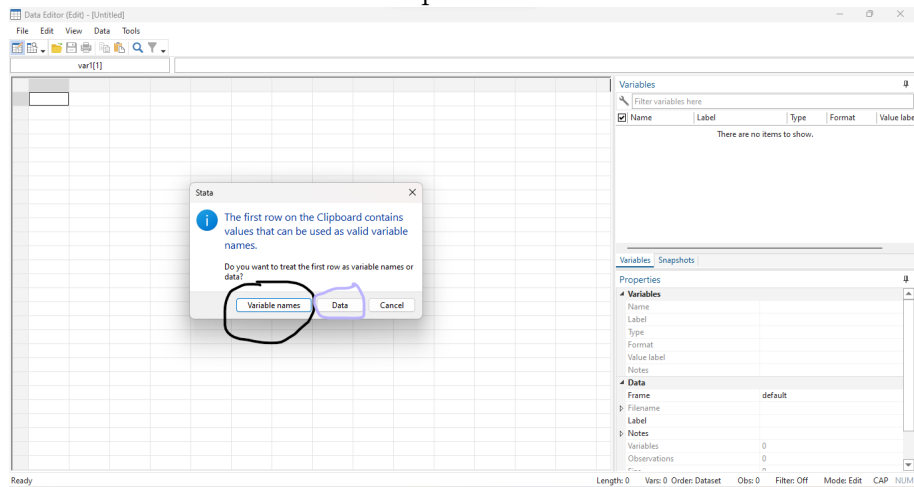 Data Editor (Edit) - [Untitled]
File Edit View Data Tools
var1[1]
Variables
Filter variables here
Name Label Type Format Value labe
There are no items to show.
Stata
The first row on the Clipboard contains
values that can be used as valid variable
names.
Do you want to treat the first row as variable names or
data?
Variable names Data Cancel
Variables Snapshots
Properties
Variables
Name
Label
Type
Format
Value label
Notes
Data
Frame default
Filename
Label
Notes
Variables 0
Observations 0
Ready
Length: 0 Vars: 0 Order: Dataset Obs: 0 Filter: Off Mode: Edit CAP NUM